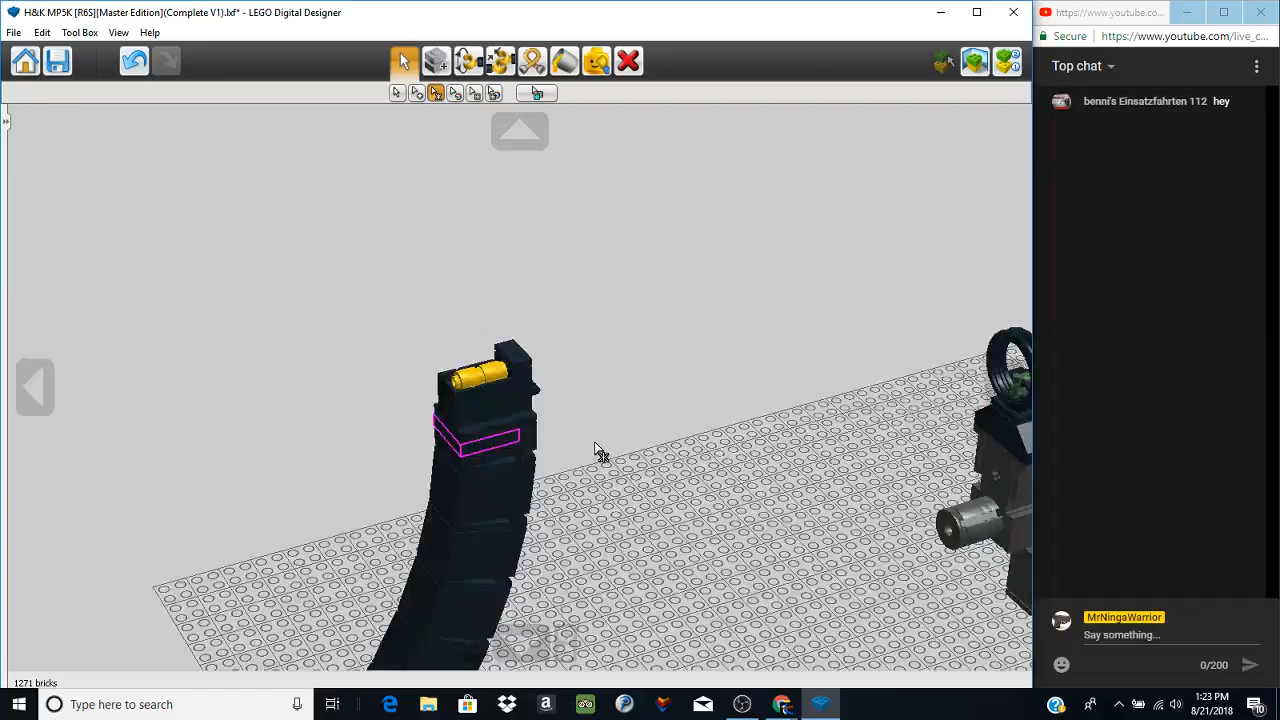 H&K MP5K [R6S][Master Edition](Complete V1).lxf* - LEGO Digital Designer
File Edit Tool Box View Help
1271 bricks
https://www.youtube.co...
Secure https://www.youtube.com/live_c...
Top chat
benni's Einsatzfahrten 112 hey
MrNingaWarrior
Say something...
0/200
Type here to search
1:23 PM
8/21/2018